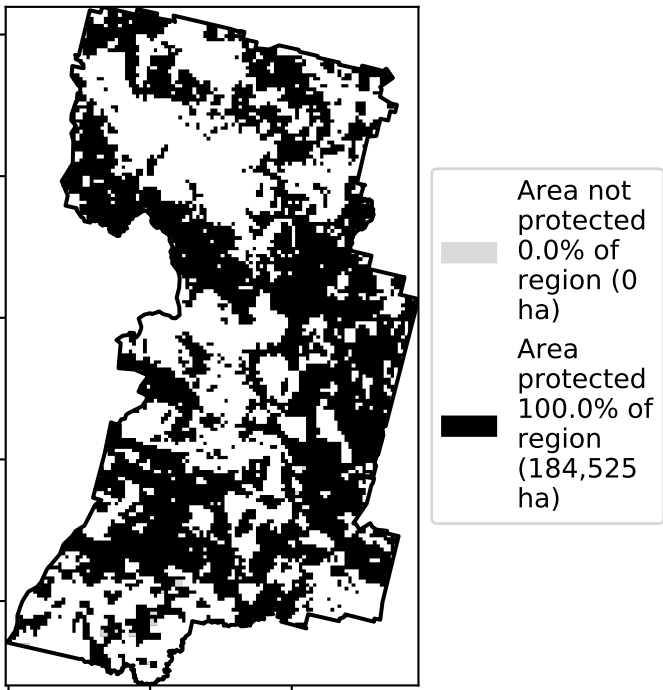 Area not
protected
0.0% of
region (0
ha)
Area
protected
100.0% of
region
(184,525
ha)